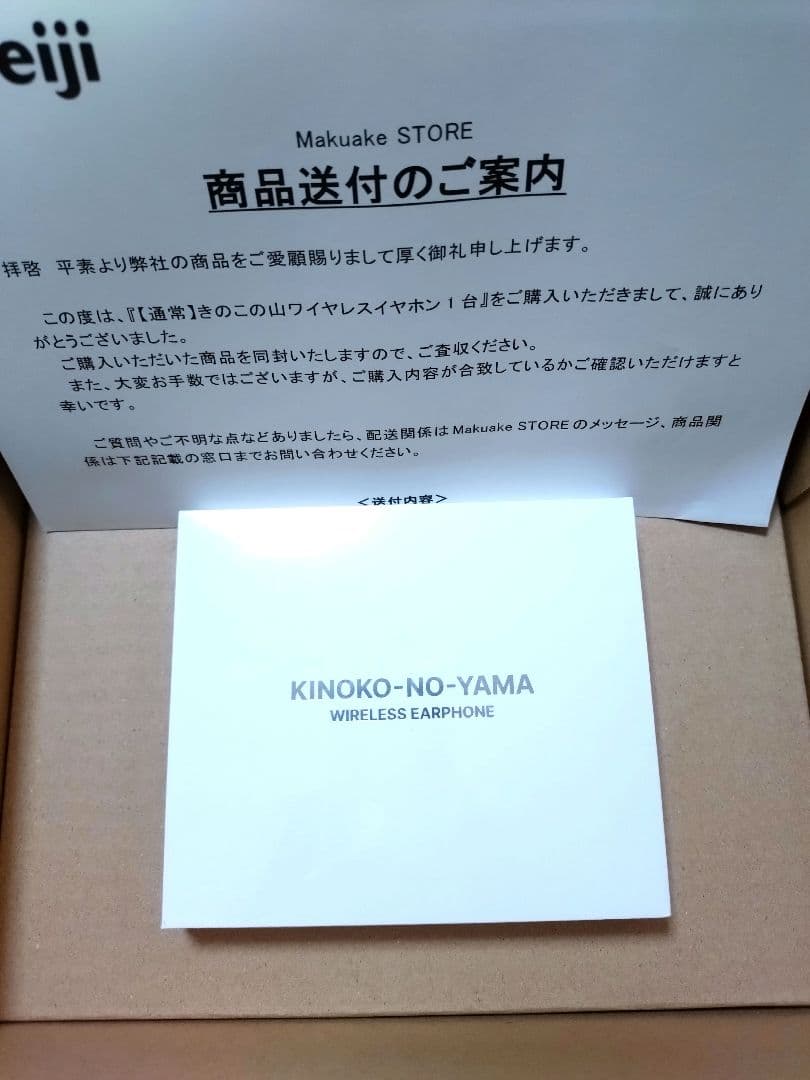 eiji
Makuake STORE
商品送付のご案内
拝啓　平素より弊社の商品をご愛顧賜りまして厚く御礼申し上げます。
この度は、『【通常】きのこの山ワイヤレスイヤホン1台』をご購入いただきまして、誠にあり
がとうございました。
ご購入いただいた商品を同封いたしますので、ご査収ください。
また、大変お手数ではございますが、ご購入内容が合致しているかご確認いただけますと
幸いです。
ご質問やご不明な点などありましたら、配送関係は Makuake STORE のメッセージ、商品関
係は下記記載の窓口までお問い合わせください。
＜送付内容＞
KINOKO-NO-YAMA
WIRELESS EARPHONE